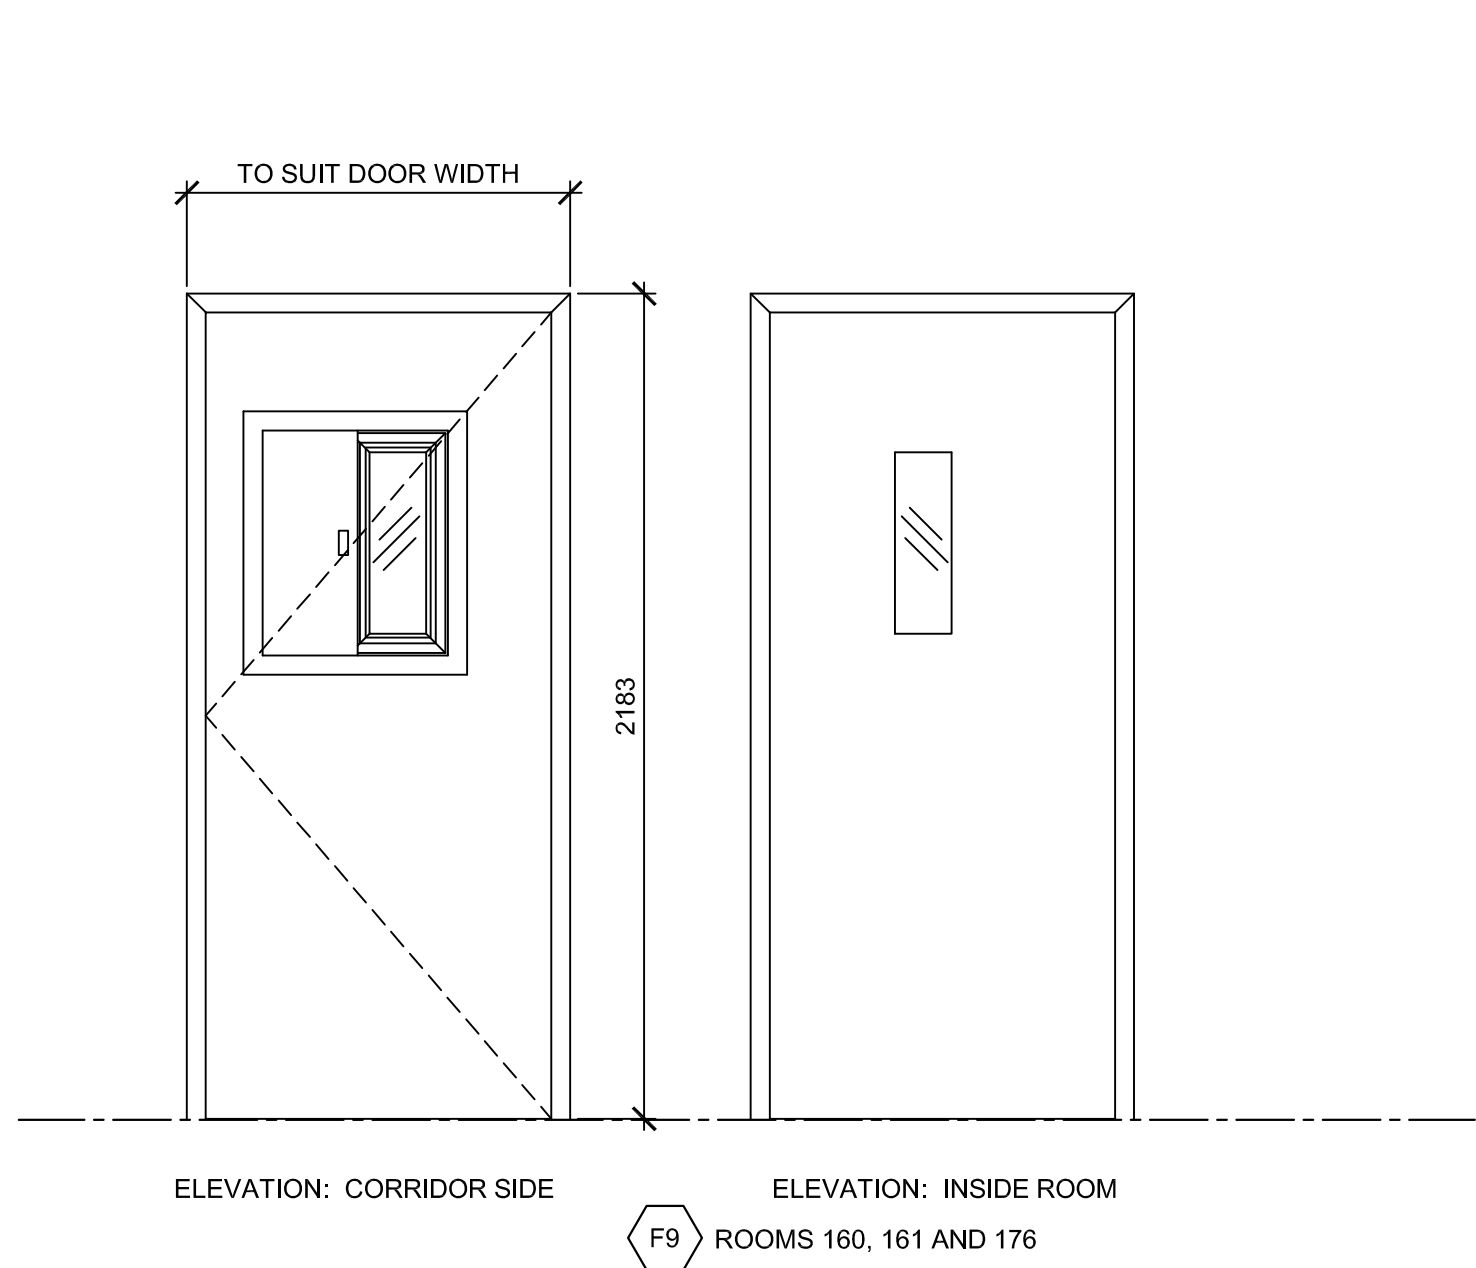 TO SUIT DOOR WIDTH
2183
ELEVATION: CORRIDOR SIDE
ELEVATION: INSIDE ROOM
F9 ROOMS 160, 161 AND 176